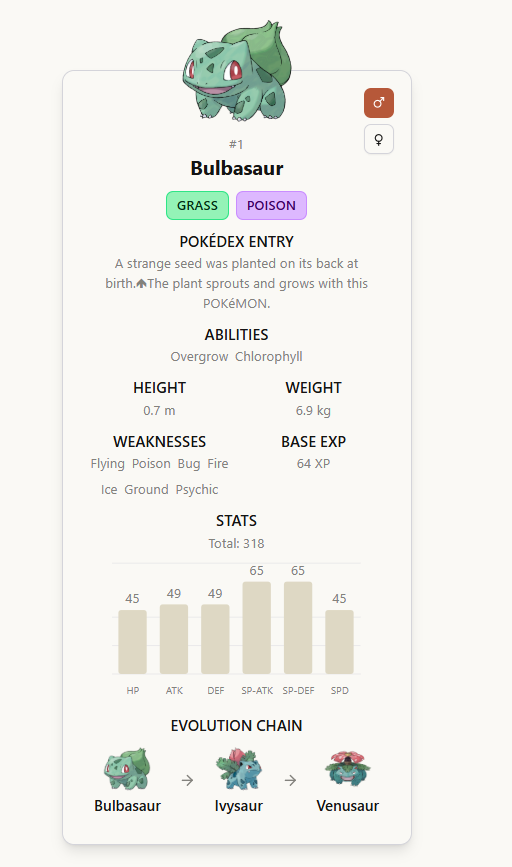 ♂
♀
#1
Bulbasaur
GRASS POISON
POKÉDEX ENTRY
A strange seed was planted on its back at
birth.🡅The plant sprouts and grows with this
POKéMON.
ABILITIES
Overgrow Chlorophyll
HEIGHT WEIGHT
0.7 m 6.9 kg
WEAKNESSES BASE EXP
Flying Poison Bug Fire 64 XP
Ice Ground Psychic
STATS
Total: 318
45 49 49 65 65 45
HP ATK DEF SP-ATK SP-DEF SPD
EVOLUTION CHAIN
→ →
Bulbasaur Ivysaur Venusaur